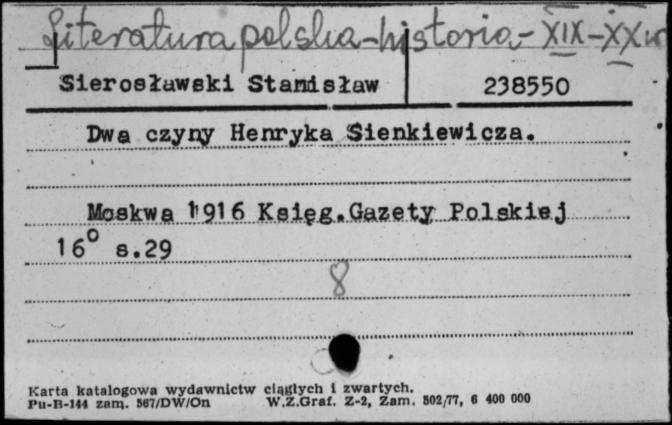 Literatura polska-historia-XIX-XXw
Sierosławski Stanisław 238550
Dwa czyny Henryka Sienkiewicza.
Moskwa 1916 Księg.Gazety Polskiej
16° s.29
8
Karta katalogowa wydawnictw ciągłych i zwartych.
Pu-B-144 zam. 567/DW/On W.Z.Graf. Z-2, Zam. 502/77, 6 400 000